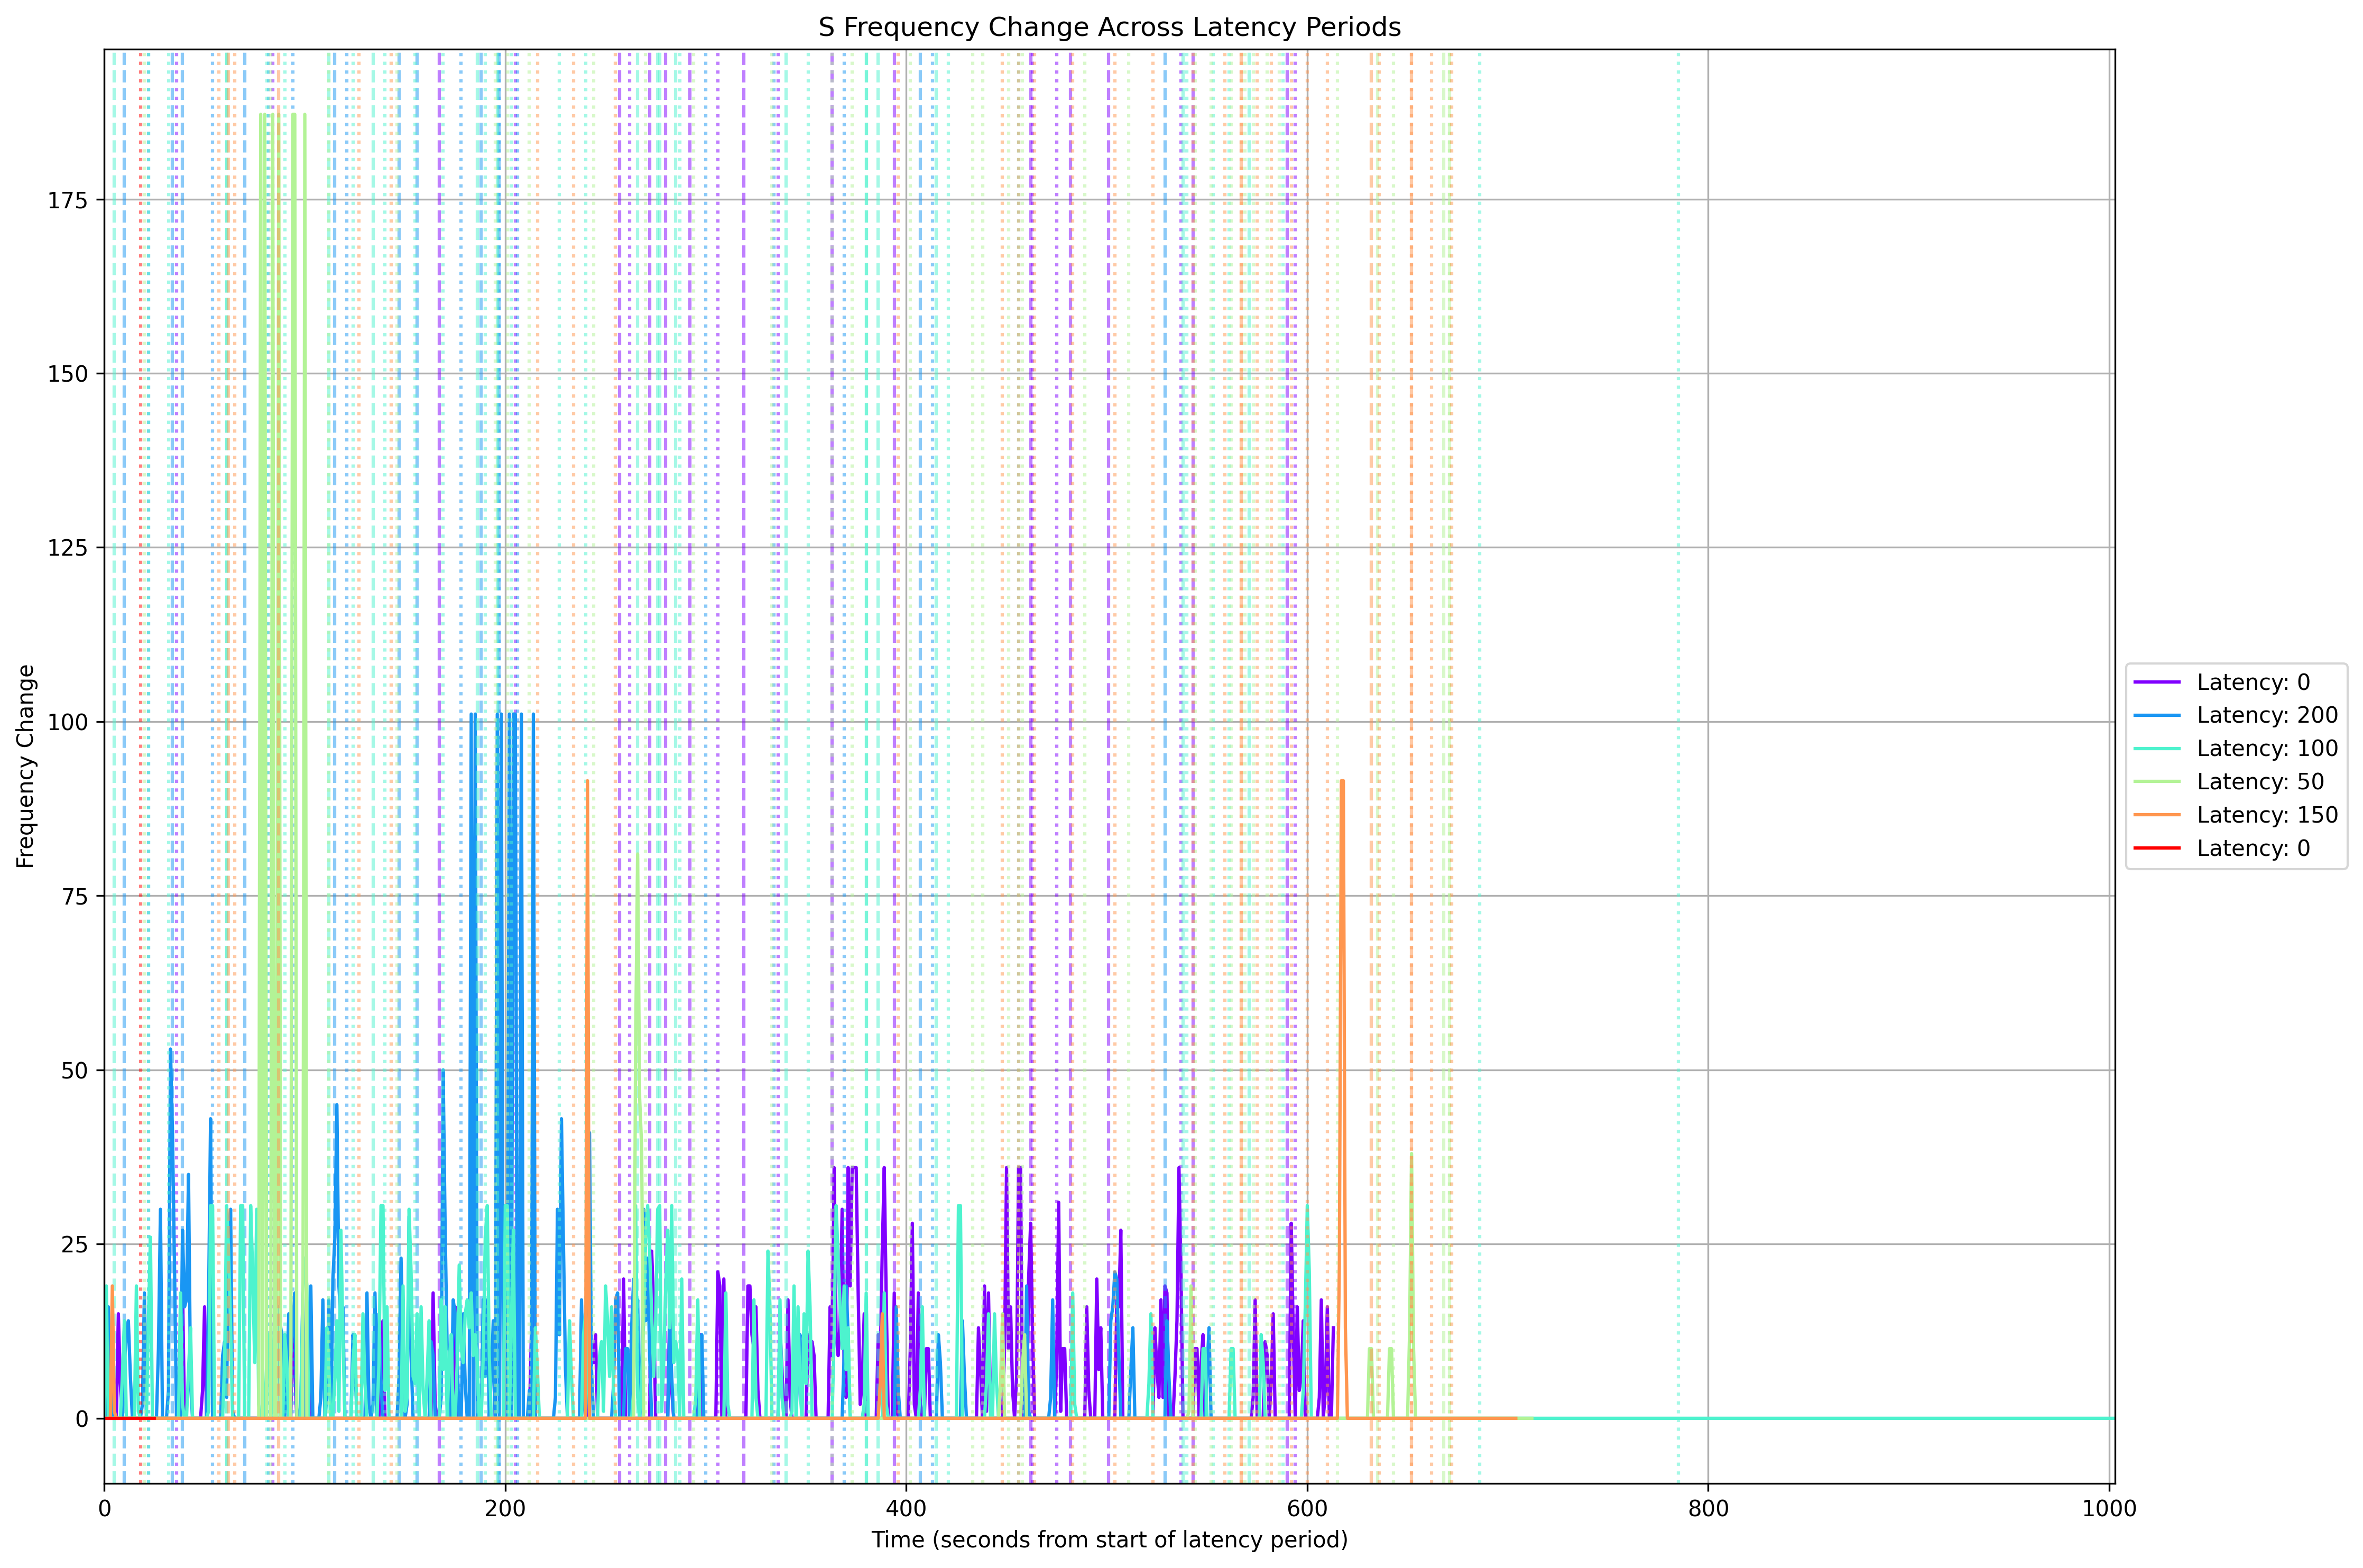 S Frequency Change Across Latency Periods
175
150
125
100
75
50
25
0
Frequency Change
0 200 400 600 800 1000
Time (seconds from start of latency period)
Latency: 0
Latency: 200
Latency: 100
Latency: 50
Latency: 150
Latency: 0